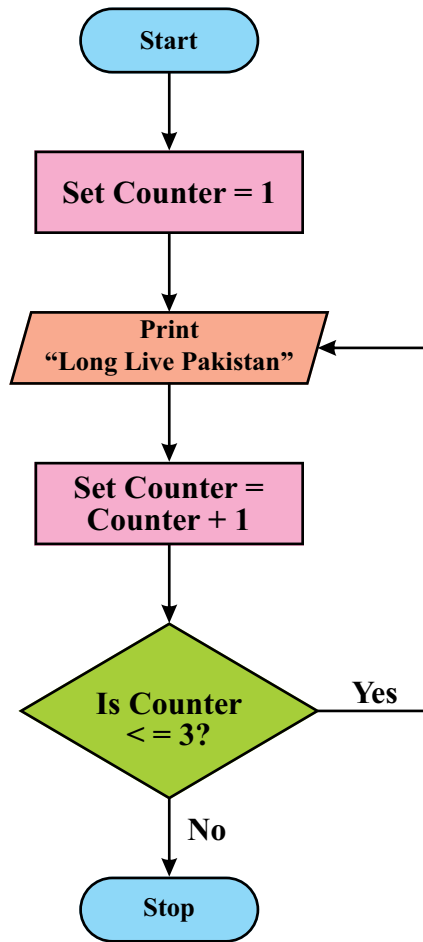 Start
Set Counter = 1
Print
“Long Live Pakistan”
Set Counter =
Counter + 1
Is Counter
< = 3?
Yes
No
Stop